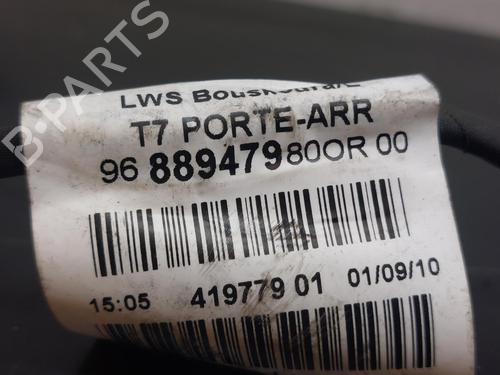 B-PARTS
LWS Bouskoura/L
T7 PORTE-ARR
96 889479 80OR 00
15:05 419779 01 01/09/10